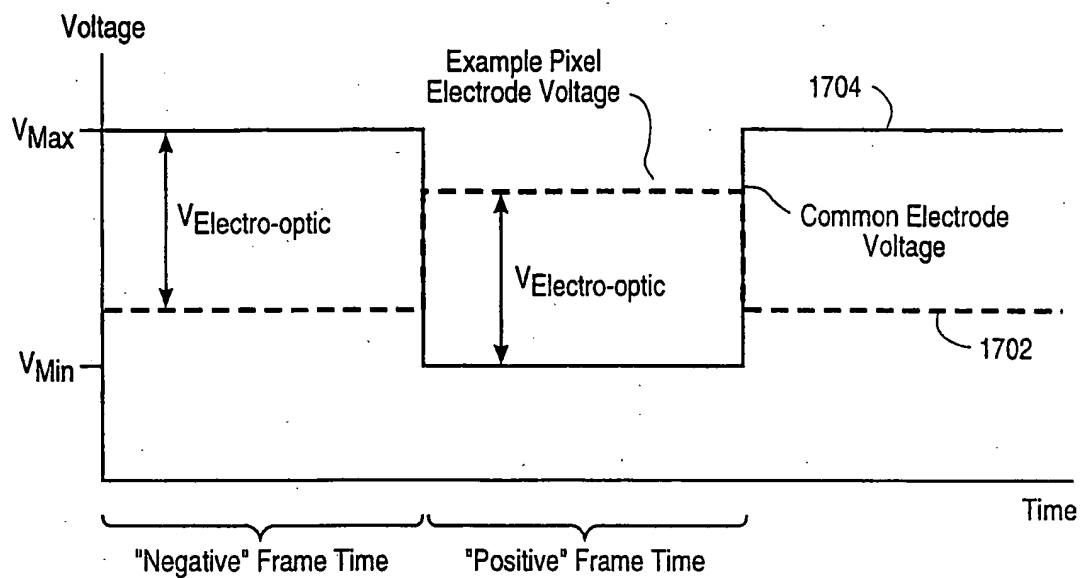 Voltage
Example Pixel
Electrode Voltage
1704
VMax
VElectro-optic
Common Electrode
Voltage
VElectro-optic
1702
VMin
Time
"Negative" Frame Time
"Positive" Frame Time